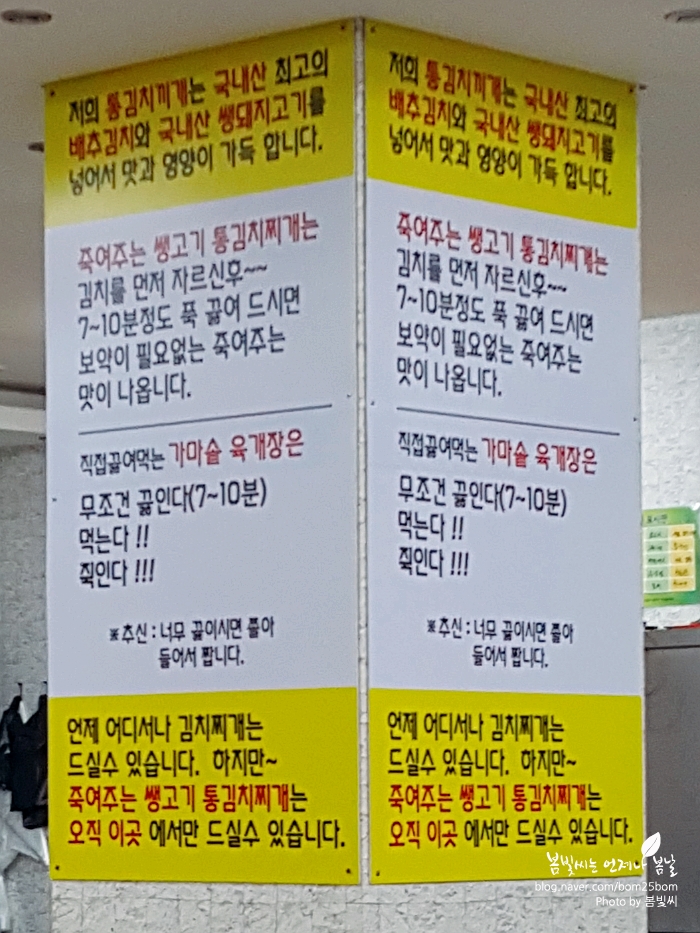 저희 통김치찌개는 국내산 최고의
배추김치와 국내산 쌩돼지고기를
넣어서 맛과 영양이 가득 합니다.
죽여주는 쌩고기 통김치찌개는
김치를 먼저 자르신후~~
7~10분정도 푹 끓여 드시면
보약이 필요없는 죽여주는
맛이 나옵니다.
직접끓여먹는 가마솥 육개장은
무조건 끓인다(7~10분)
먹는다 !!
죽인다 !!!
※추신 : 너무 끓이시면 쫄아
들어서 짭니다.
언제 어디서나 김치찌개는
드실수 있습니다. 하지만~
죽여주는 쌩고기 통김치찌개는
오직 이곳 에서만 드실수 있습니다.
저희 통김치찌개는 국내산 최고의
배추김치와 국내산 쌩돼지고기를
넣어서 맛과 영양이 가득 합니다.
죽여주는 쌩고기 통김치찌개는
김치를 먼저 자르신후~~
7~10분정도 푹 끓여 드시면
보약이 필요없는 죽여주는
맛이 나옵니다.
직접끓여먹는 가마솥 육개장은
무조건 끓인다(7~10분)
먹는다 !!
죽인다 !!!
※추신 : 너무 끓이시면 쫄아
들어서 짭니다.
언제 어디서나 김치찌개는
드실수 있습니다. 하지만~
죽여주는 쌩고기 통김치찌개는
오직 이곳 에서만 드실수 있습니다.
봄빛씨는 언제나 봄날
blog.naver.com/bom25bom
Photo by 봄빛씨